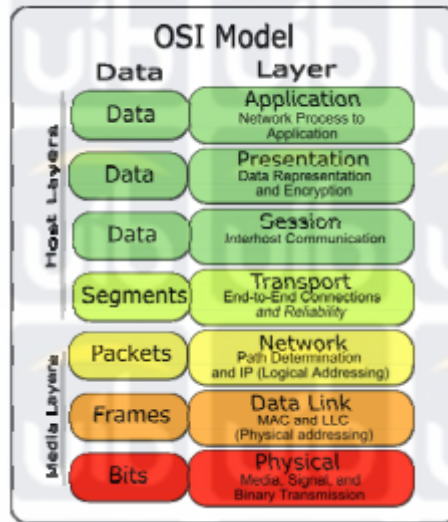 OSI Model
Data Layer
Host Layers
Data
Application
Network Process to
Application
Data
Presentation
Data Representation
and Encryption
Data
Session
Interhost Communication
Segments
Transport
End-to-End Connections
and Reliability
Media Layers
Packets
Network
Path Determination
and IP (Logical Addressing)
Frames
Data Link
MAC and LLC
(Physical addressing)
Bits
Physical
Media, Signal, and
Binary Transmission